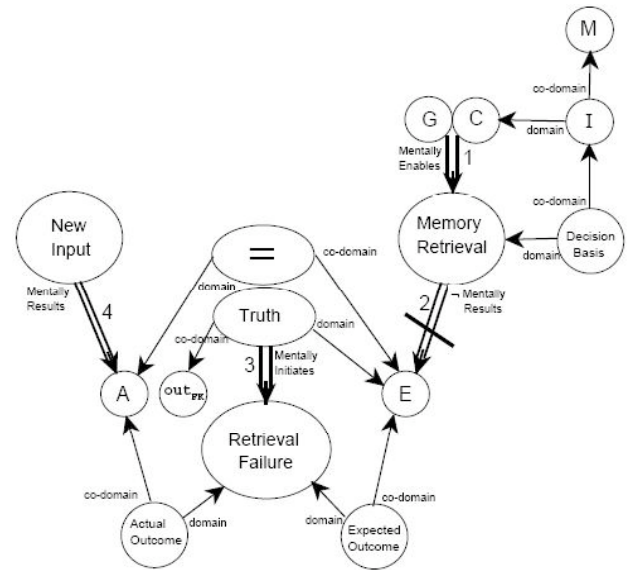 M
co-domain
G
C
domain
I
Mentally
Enables
1
co-domain
New
Input
Memory
Retrieval
domain
Decision
Basis
=
co-domain
Mentally
Results
4
domain
Truth
domain
2
¬ Mentally
Results
co-domain
3
Mentally
Initiates
A
out_FK
E
Retrieval
Failure
co-domain
co-domain
Actual
Outcome
domain
domain
Expected
Outcome